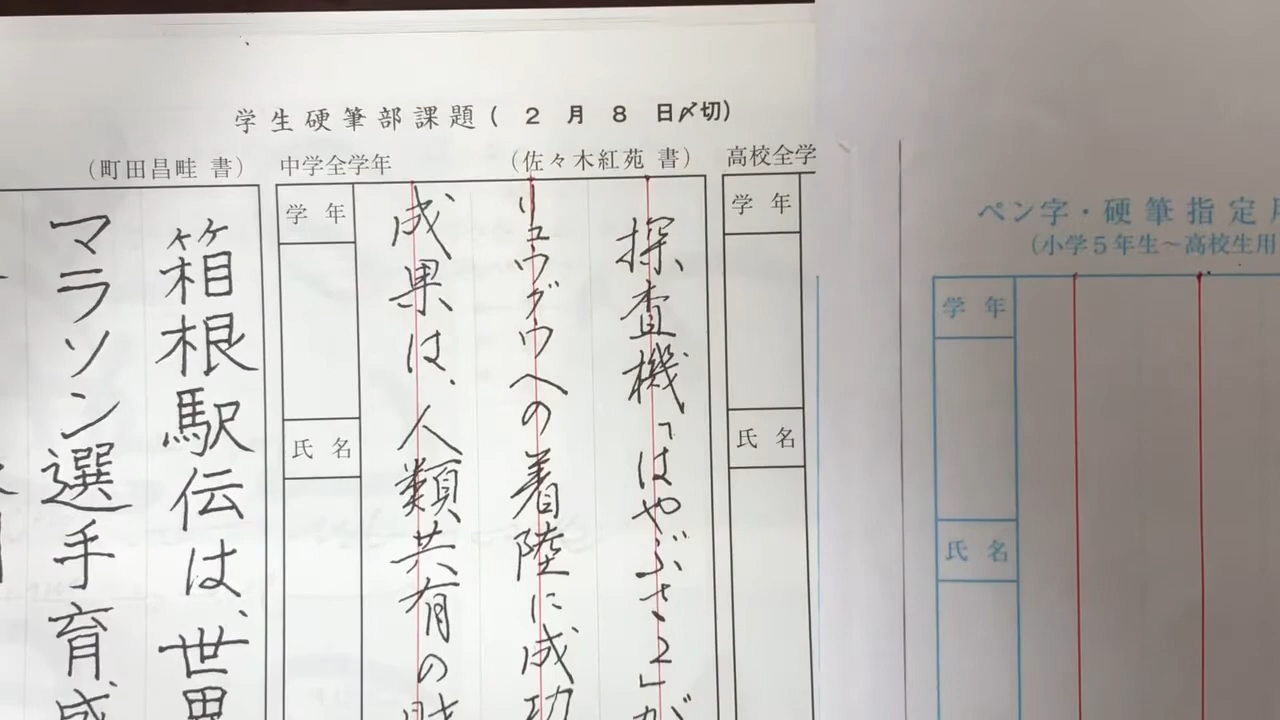 学生硬筆部課題(2月8日〆切)
高校全学
学年
氏名
(佐々木紅苑 書)
中学全学年
探査機「はやぶさ2」が
リュウグウへの着陸に成功
成果は、人類共有の財
学年
氏名
(町田昌畦 書)
箱根駅伝は、世界
マラソン選手育成
ペン字・硬筆指定用
(小学5年生〜高校生用
学年
氏名